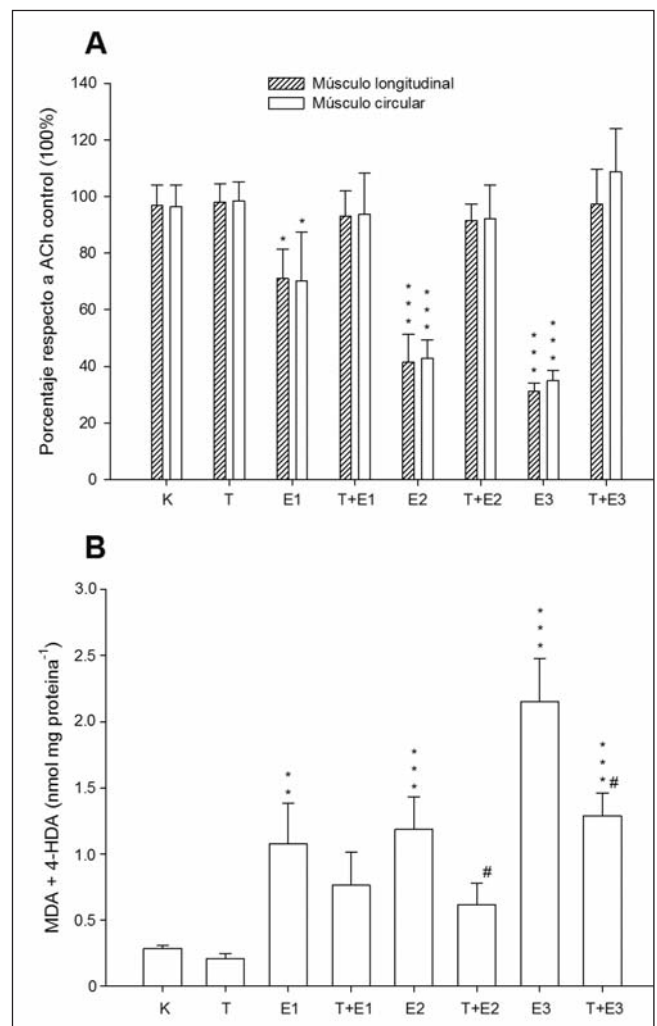 A
Músculo longitudinal
Músculo circular
Porcentaje respecto a ACh control (100%)
140
120
100
80
60
40
20
0
* * *** *** *** ***
K T E1 T+E1 E2 T+E2 E3 T+E3
B
MDA + 4-HDA (nmol mg proteina⁻¹)
3.0
2.5
2.0
1.5
1.0
0.5
0.0
** *** # *** *** #
K T E1 T+E1 E2 T+E2 E3 T+E3